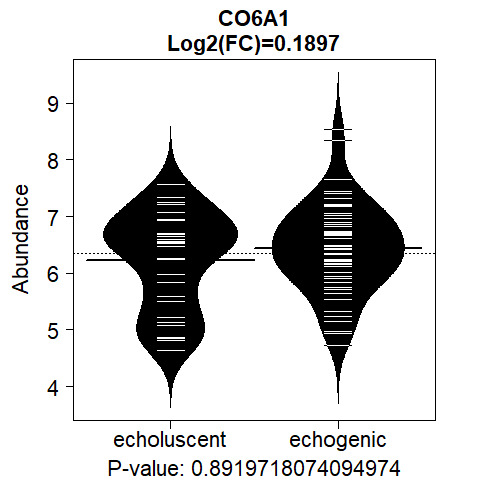 CO6A1
Log2(FC)=0.1897
Abundance
9
8
7
6
5
4
echoluscent echogenic
P-value: 0.8919718074094974